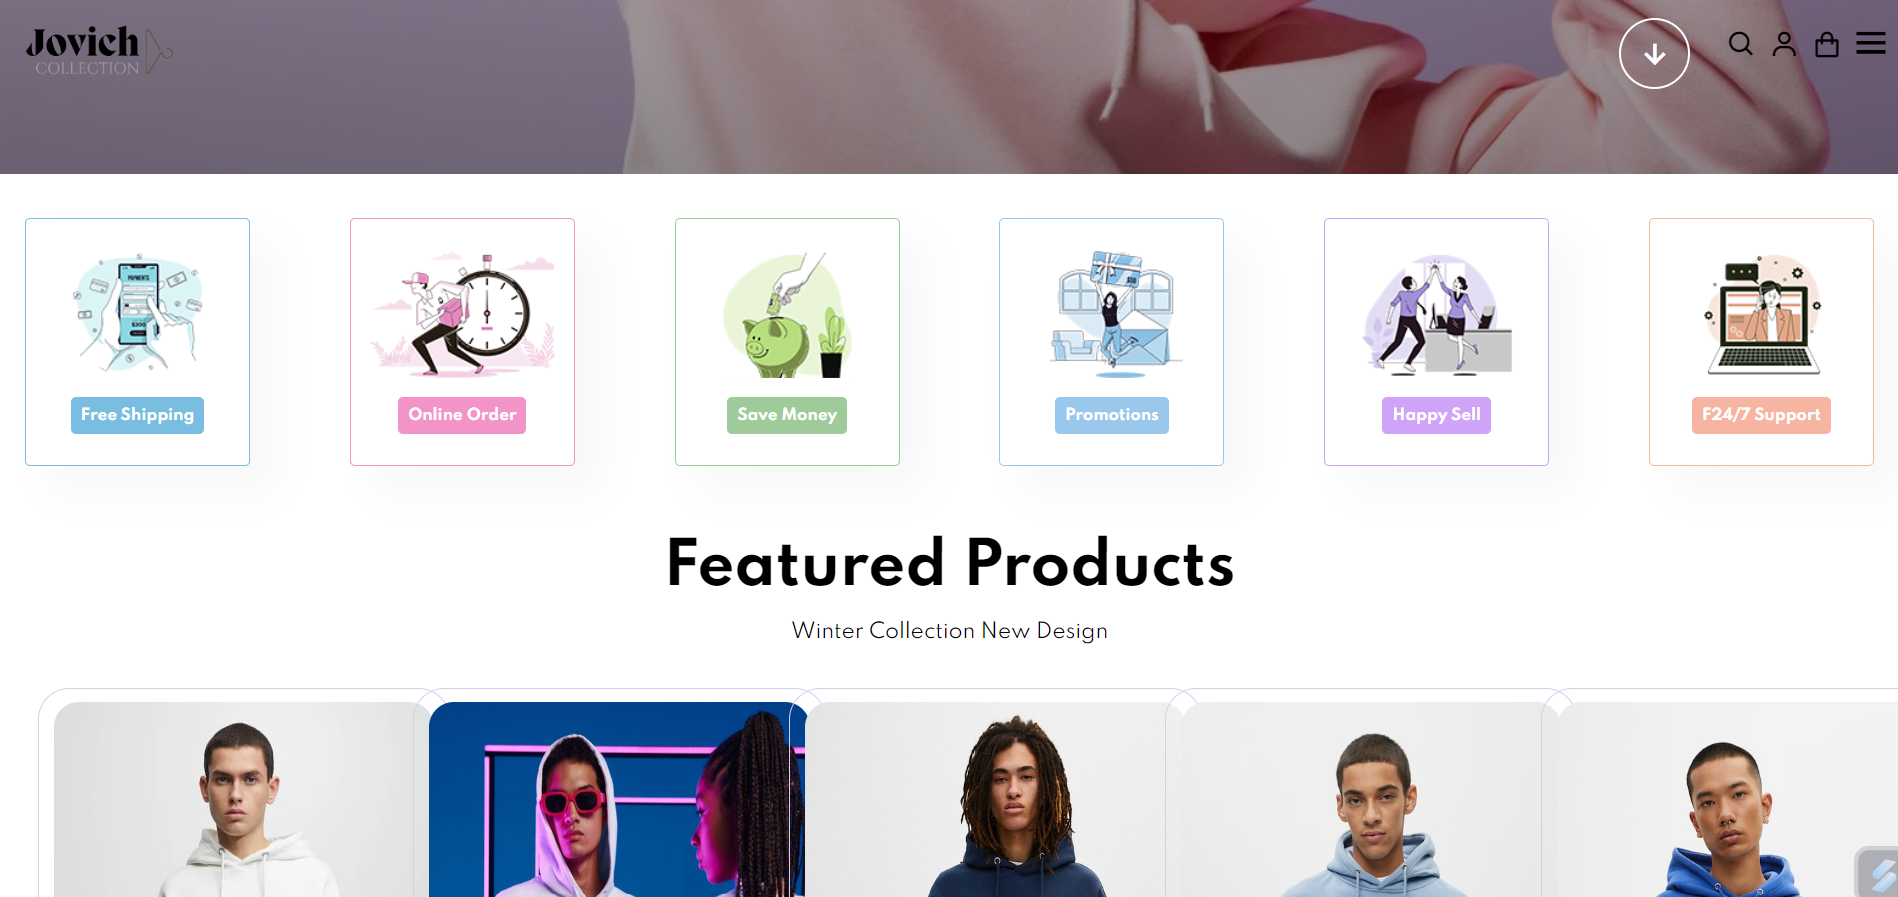 Jovich
COLLECTION
PAYMENTS
Free Shipping
Online Order
Save Money
Promotions
Happy Sell
F24/7 Support
Featured Products
Winter Collection New Design